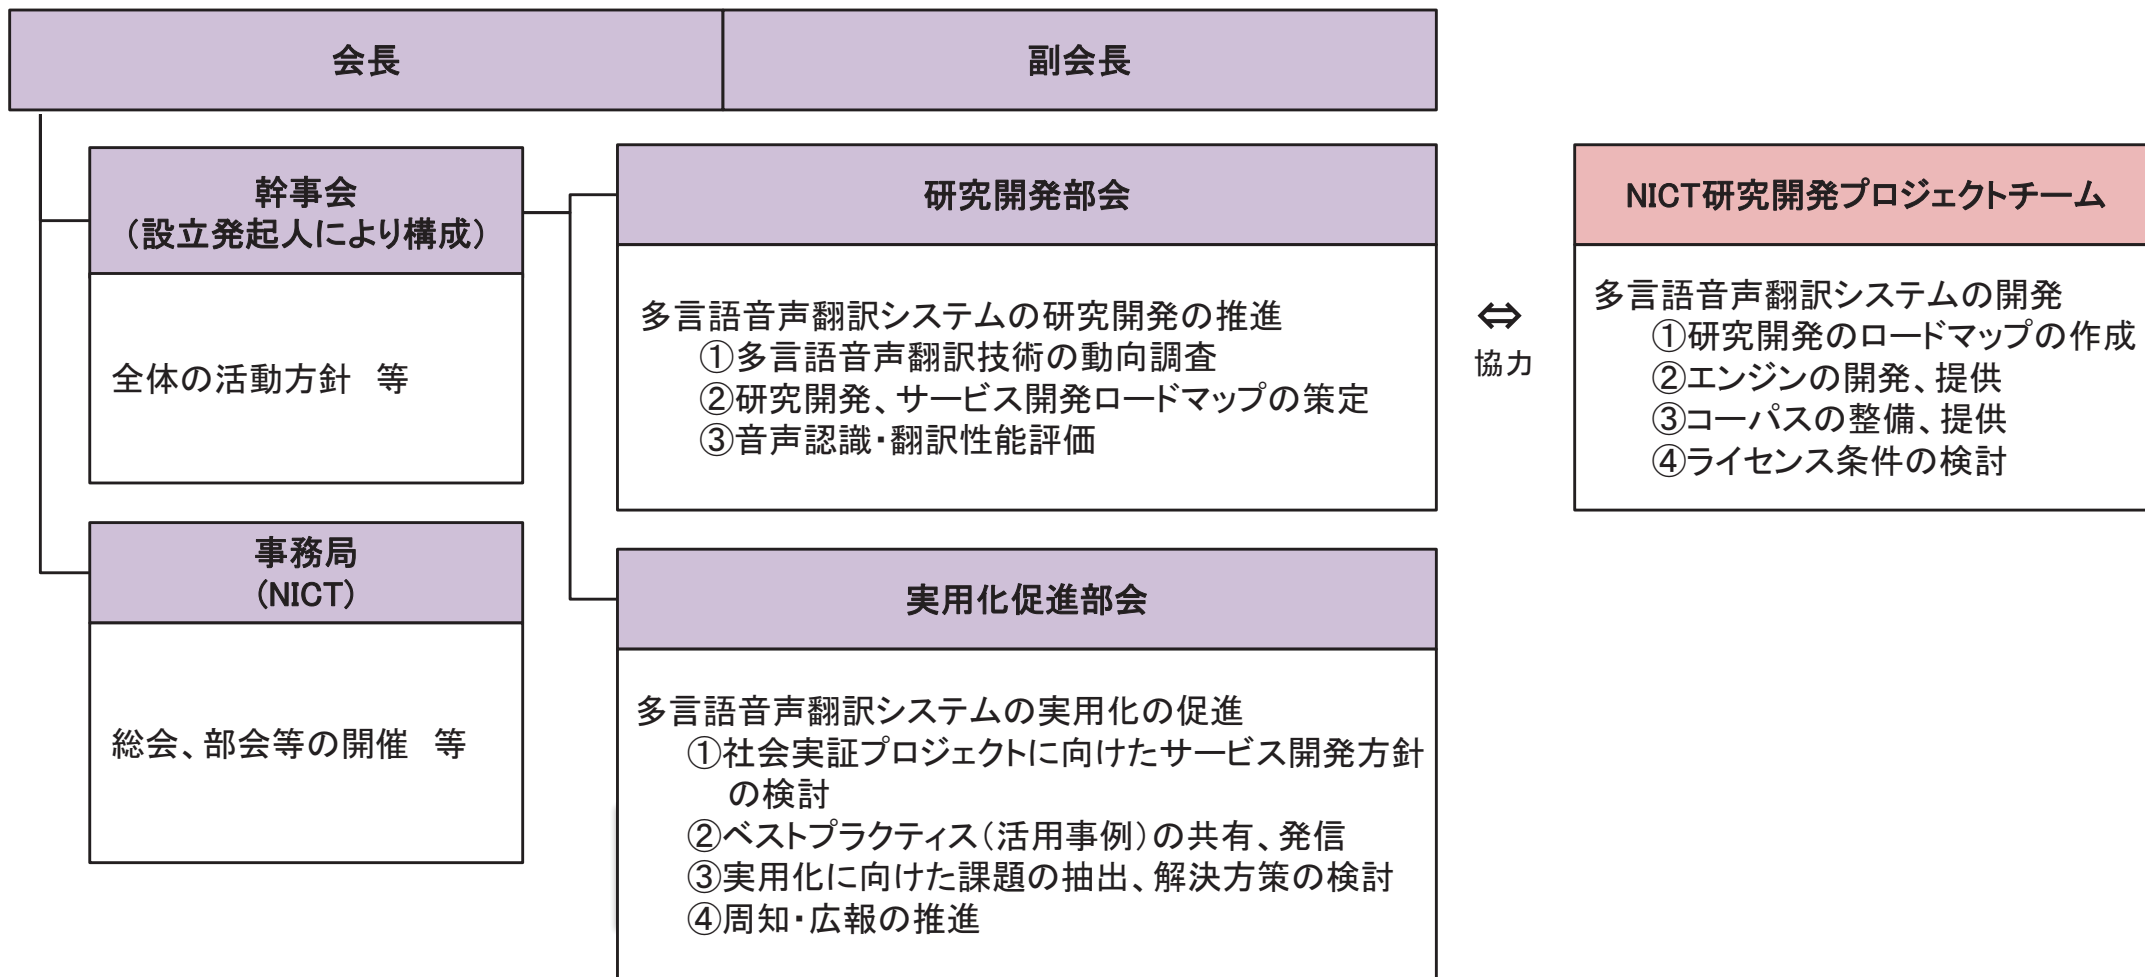 会長
副会長
幹事会
（設立発起人により構成）
全体の活動方針　等
事務局
(NICT)
総会、部会等の開催　等
研究開発部会
多言語音声翻訳システムの研究開発の推進
①多言語音声翻訳技術の動向調査
②研究開発、サービス開発ロードマップの策定
③音声認識・翻訳性能評価
実用化促進部会
多言語音声翻訳システムの実用化の促進
①社会実証プロジェクトに向けたサービス開発方針
の検討
②ベストプラクティス（活用事例）の共有、発信
③実用化に向けた課題の抽出、解決方策の検討
④周知・広報の推進
⇔
協力
NICT研究開発プロジェクトチーム
多言語音声翻訳システムの開発
①研究開発のロードマップの作成
②エンジンの開発、提供
③コーパスの整備、提供
④ライセンス条件の検討